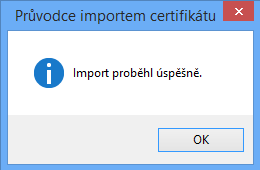 Průvodce importem certifikátu
Import proběhl úspěšně.
OK